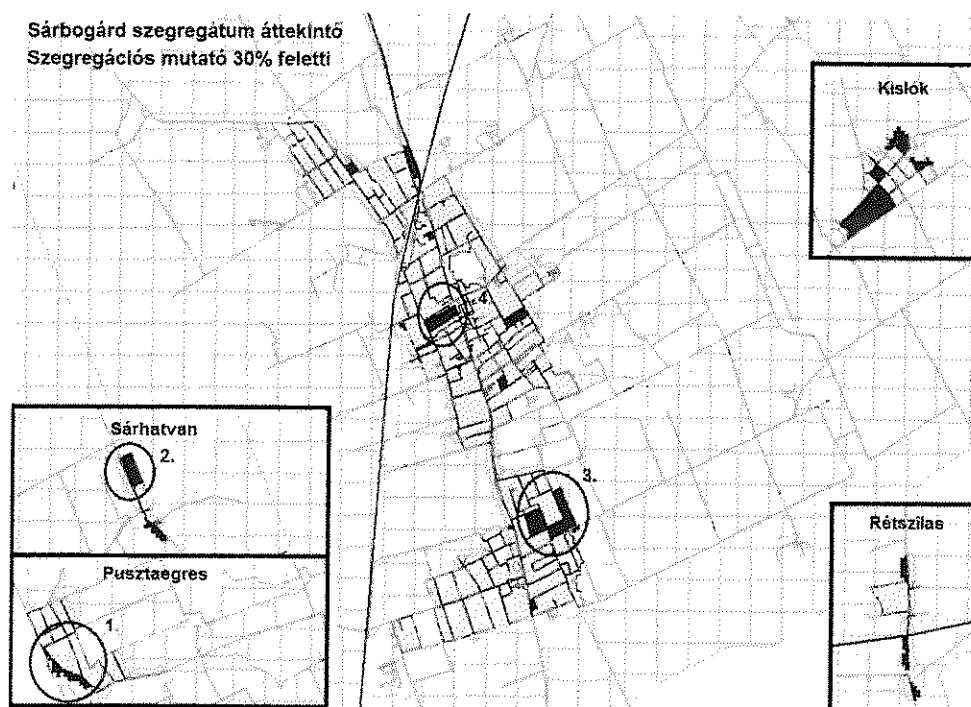 Sárbogárd szegregátum áttekintő
Szegregációs mutató 30% feletti
Kislók
4.
Sárhatvan
2.
3.
Rétszilas
Pusztaegres
1.